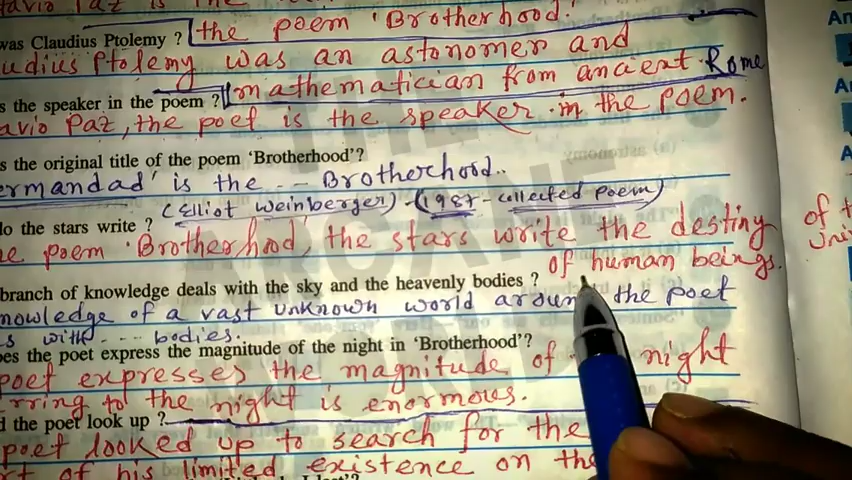 the poem 'Brotherhood.
was Claudius Ptolemy ?
udius Ptolemy was an astonomer and
mathematician from ancient Rome
s the speaker in the poem ?
avio Paz, the poet is the speaker in the poem.
s the original title of the poem 'Brotherhood'?
ermandad' is the -- Brotherhood..
(Elliot Weinberger) - (1987 - collected poem)
do the stars write ?
e poem 'Brotherhood', the stars write the destiny
of human beings.
of t
branch of knowledge deals with the sky and the heavenly bodies ?
nowledge of a vast unknown world around the poet
s with --- bodies.
es the poet express the magnitude of the night in 'Brotherhood'?
poet expresses the magnitude of night
rring to the night is enormous.
d the poet look up ?
poet looked up to search for the
of his limited existence on the